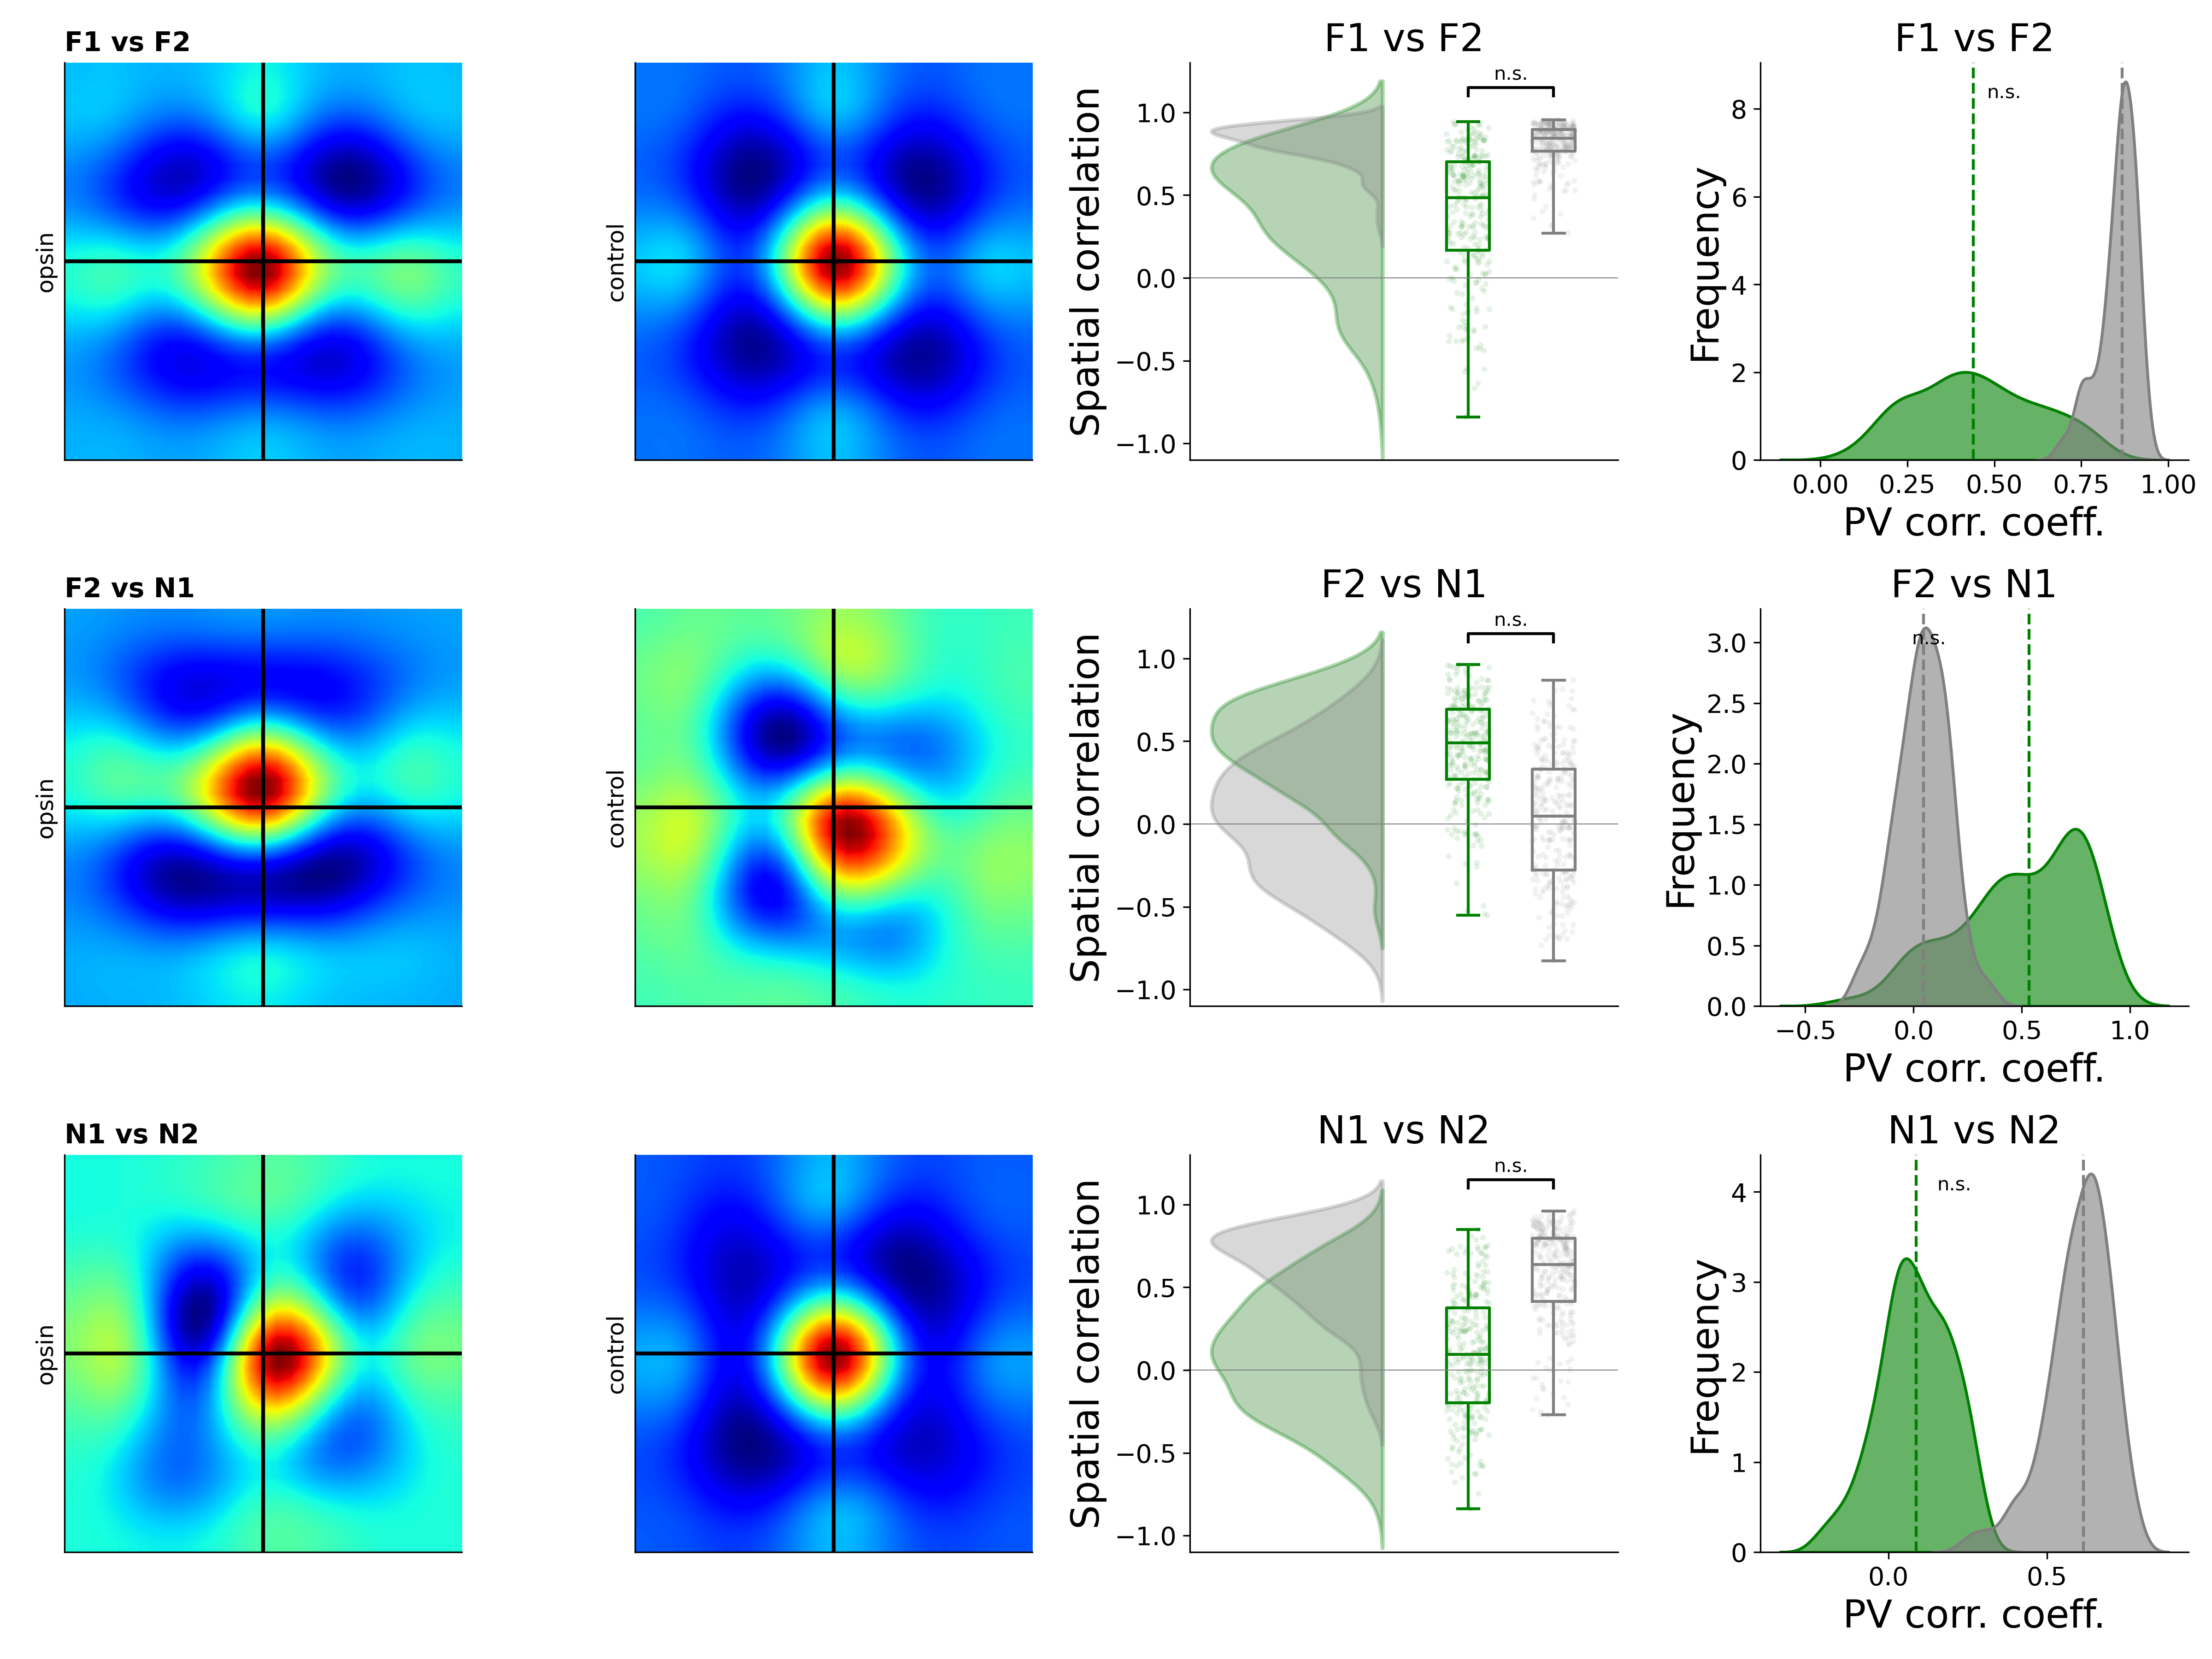 F1 vs F2
opsin
control
F1 vs F2
Spatial correlation
1.0
0.5
0.0
−0.5
−1.0
n.s.
F1 vs F2
Frequency
8
6
4
2
0
n.s.
0.00 0.25 0.50 0.75 1.00
PV corr. coeff.
F2 vs N1
opsin
control
F2 vs N1
Spatial correlation
1.0
0.5
0.0
−0.5
−1.0
n.s.
F2 vs N1
Frequency
3.0
2.5
2.0
1.5
1.0
0.5
0.0
n.s.
−0.5 0.0 0.5 1.0
PV corr. coeff.
N1 vs N2
opsin
control
N1 vs N2
Spatial correlation
1.0
0.5
0.0
−0.5
−1.0
n.s.
N1 vs N2
Frequency
4
3
2
1
0
n.s.
0.0 0.5
PV corr. coeff.